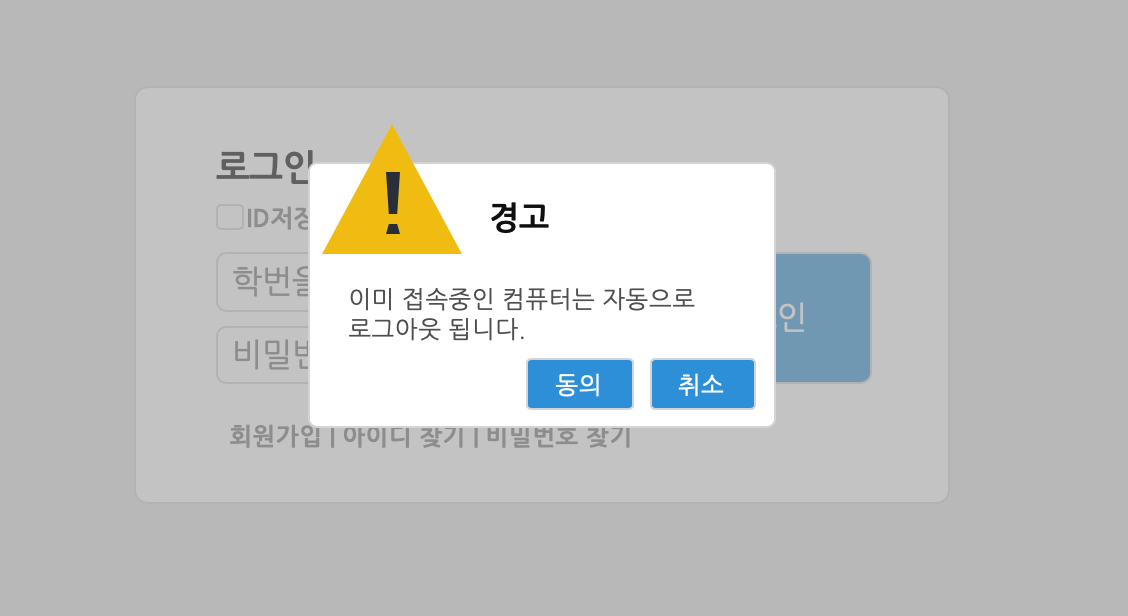 로그인
ID저장
!
경고
학번을
이미 접속중인 컴퓨터는 자동으로
로그아웃 됩니다.
비밀번
동의
취소
회원가입 | 아이디 찾기 | 비밀번호 찾기